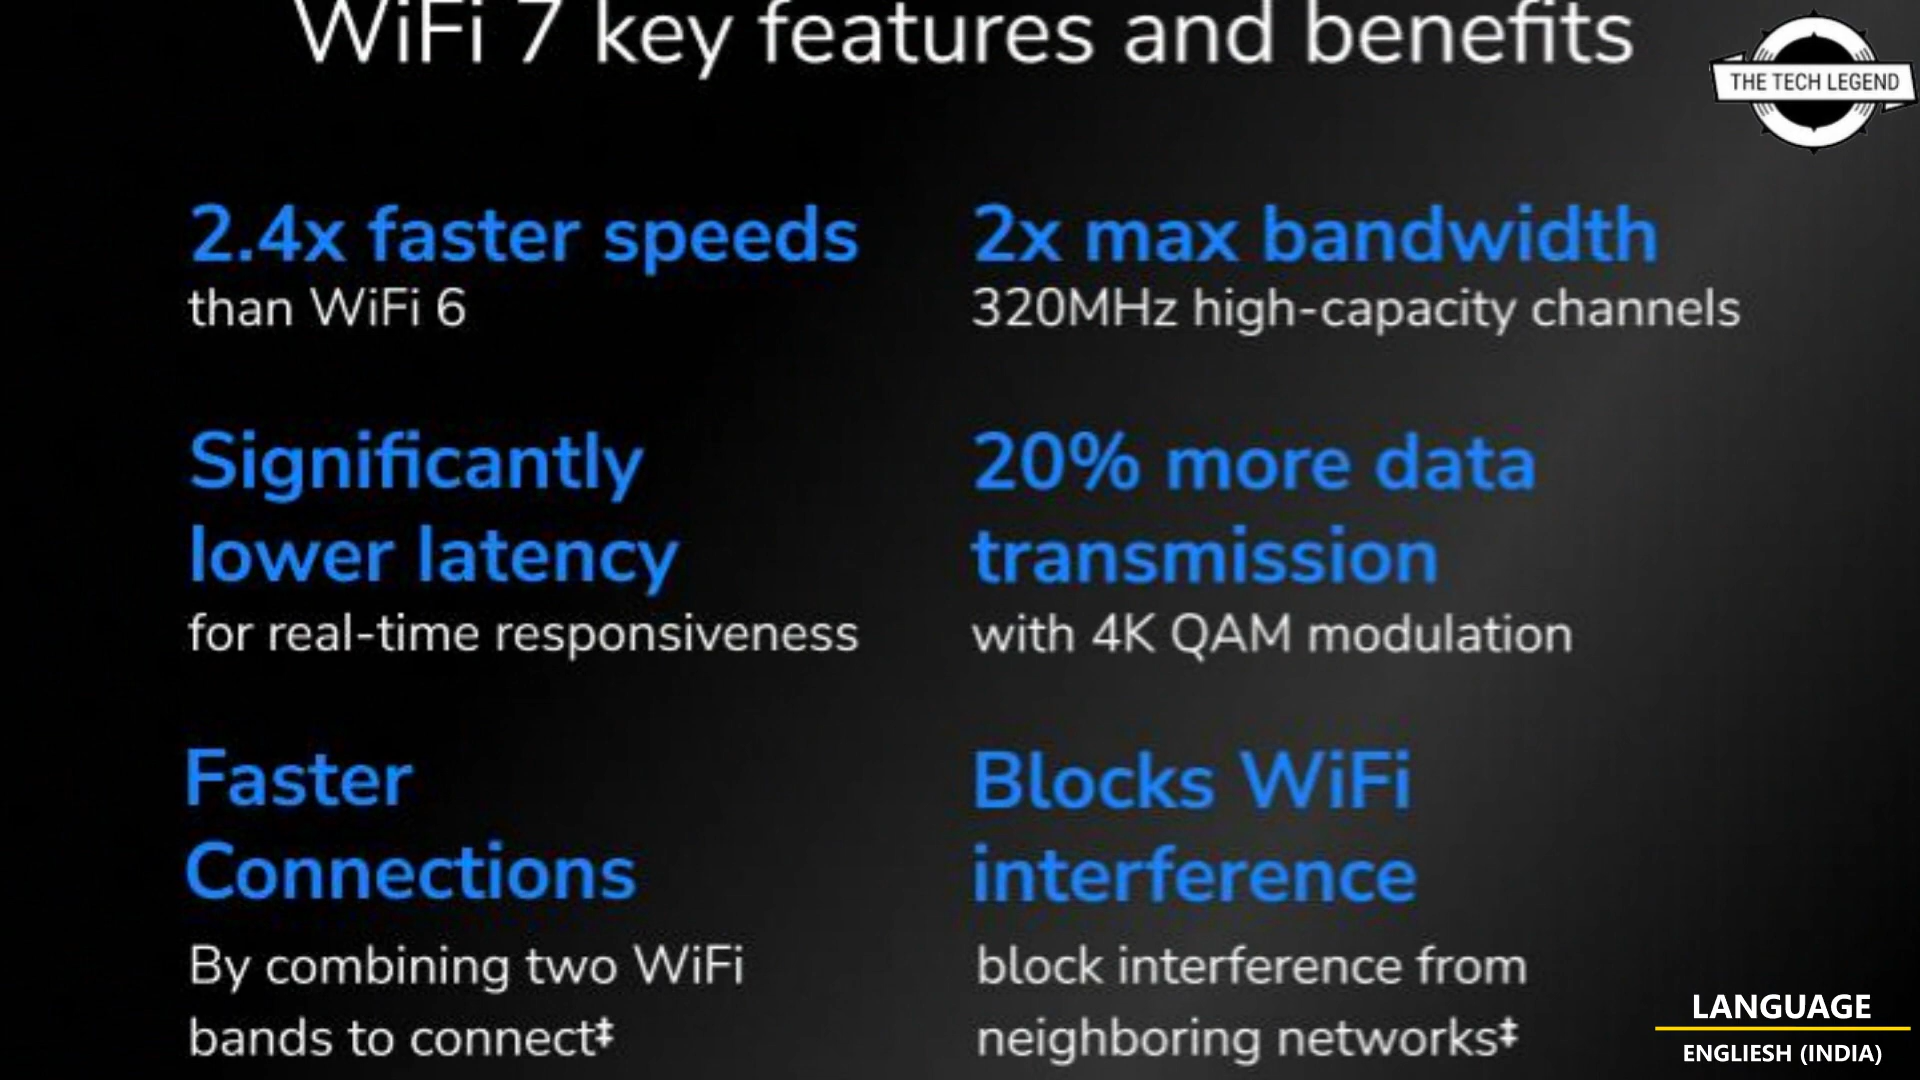 WiFi 7 key features and benefits
THE TECH LEGEND
2.4x faster speeds
than WiFi 6
2x max bandwidth
320MHz high-capacity channels
Significantly
lower latency
for real-time responsiveness
20% more data
transmission
with 4K QAM modulation
Faster
Connections
By combining two WiFi
bands to connect‡
Blocks WiFi
interference
block interference from
neighboring networks‡
LANGUAGE
ENGLIESH (INDIA)